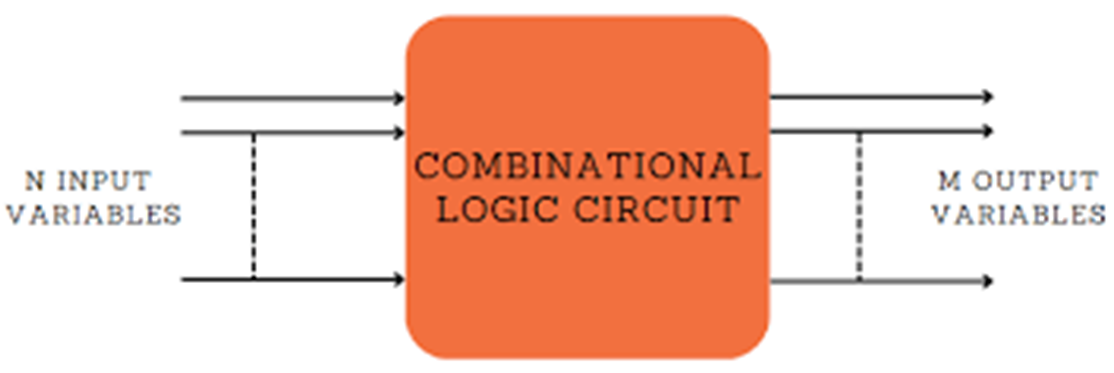 N INPUT
VARIABLES
COMBINATIONAL
LOGIC CIRCUIT
M OUTPUT
VARIABLES